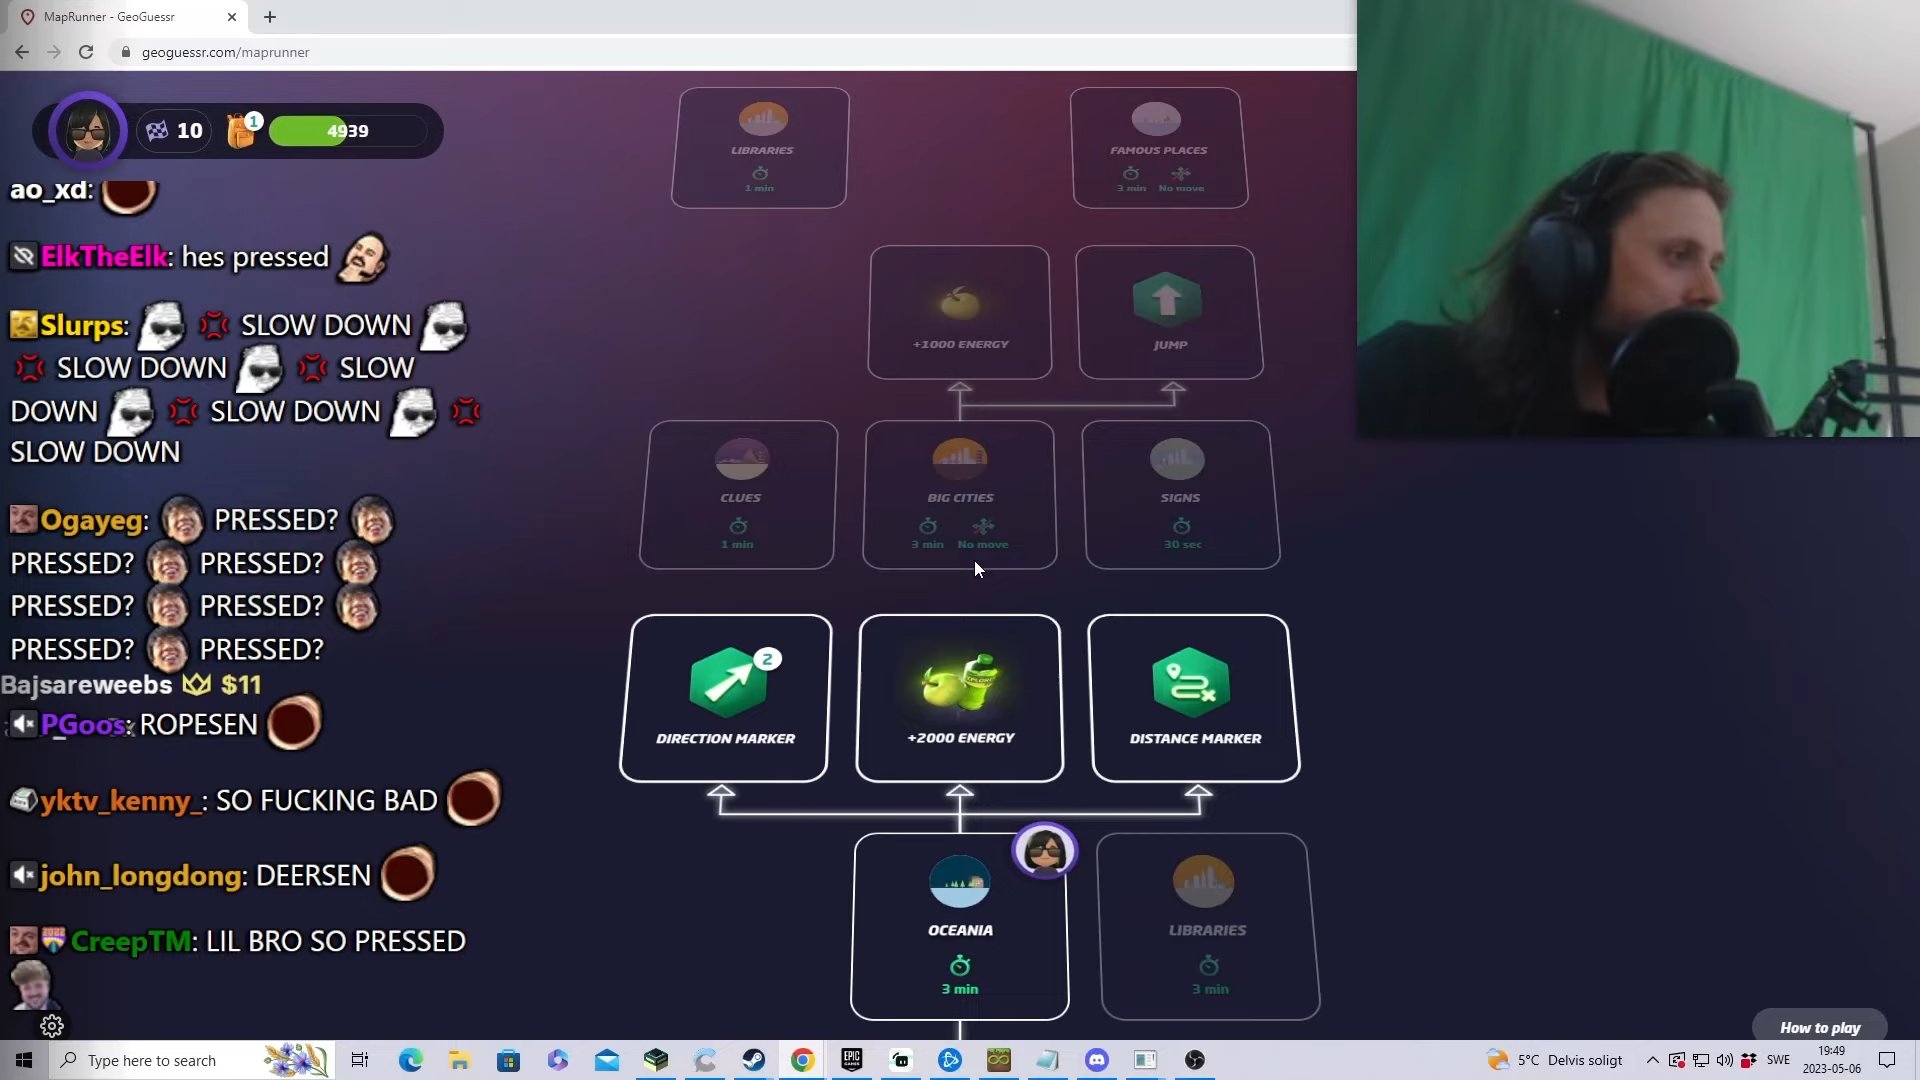 MapRunner - GeoGuessr
geoguessr.com/maprunner
10
1
4939
LIBRARIES
1 min
FAMOUS PLACES
3 min No move
ao_xd:
ElkTheElk: hes pressed
Slurps: SLOW DOWN
SLOW DOWN SLOW
DOWN SLOW DOWN
SLOW DOWN
+1000 ENERGY
JUMP
CLUES
1 min
BIG CITIES
3 min No move
SIGNS
30 sec
Ogayeg: PRESSED?
PRESSED? PRESSED?
PRESSED? PRESSED?
PRESSED? PRESSED?
Bajsareweebs $11
PGoos: ROPESEN
yktv_kenny_: SO FUCKING BAD
john_longdong: DEERSEN
CreepTM: LIL BRO SO PRESSED
2
DIRECTION MARKER
+2000 ENERGY
DISTANCE MARKER
OCEANIA
3 min
LIBRARIES
3 min
How to play
Type here to search
5°C Delvis soligt
SWE
19:49
2023-05-06